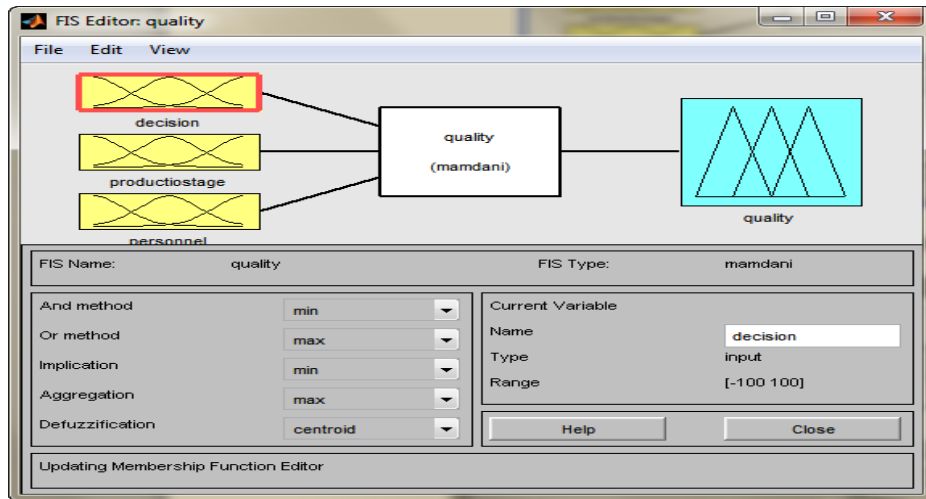 FIS Editor: quality
File Edit View
decision
productiostage
personnel
quality
(mamdani)
quality
FIS Name: quality FIS Type: mamdani
And method min
Or method max
Implication min
Aggregation max
Defuzzification centroid
Current Variable
Name decision
Type input
Range [-100 100]
Help Close
Updating Membership Function Editor